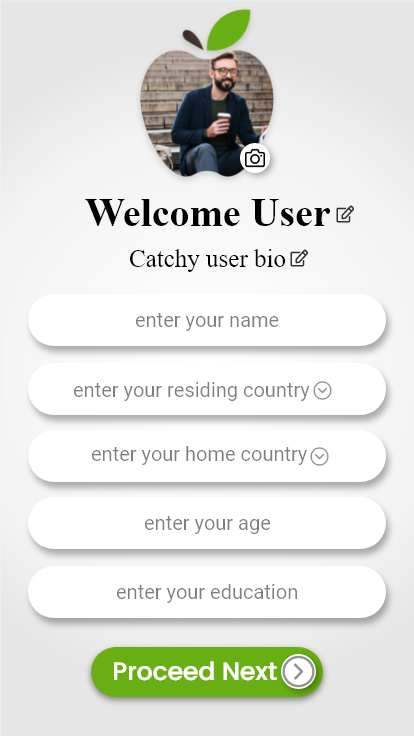 Welcome User
Catchy user bio
enter your name
enter your residing country
enter your home country
enter your age
enter your education
Proceed Next